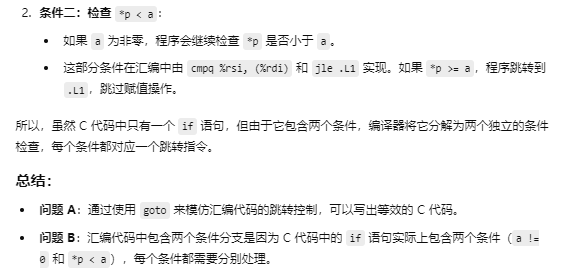 2. 条件二：检查 *p < a：
• 如果 a 为非零，程序会继续检查 *p 是否小于 a。
• 这部分条件在汇编中由 cmpq %rsi, (%rdi) 和 jle .L1 实现。如果 *p >= a，程序跳转到
.L1，跳过赋值操作。
所以，虽然 C 代码中只有一个 if 语句，但由于它包含两个条件，编译器将它分解为两个独立的条件
检查，每个条件都对应一个跳转指令。
总结：
• 问题 A：通过使用 goto 来模仿汇编代码的跳转控制，可以写出等效的 C 代码。
• 问题 B：汇编代码中包含两个条件分支是因为 C 代码中的 if 语句实际上包含两个条件（a !=
0 和 *p < a），每个条件都需要分别处理。